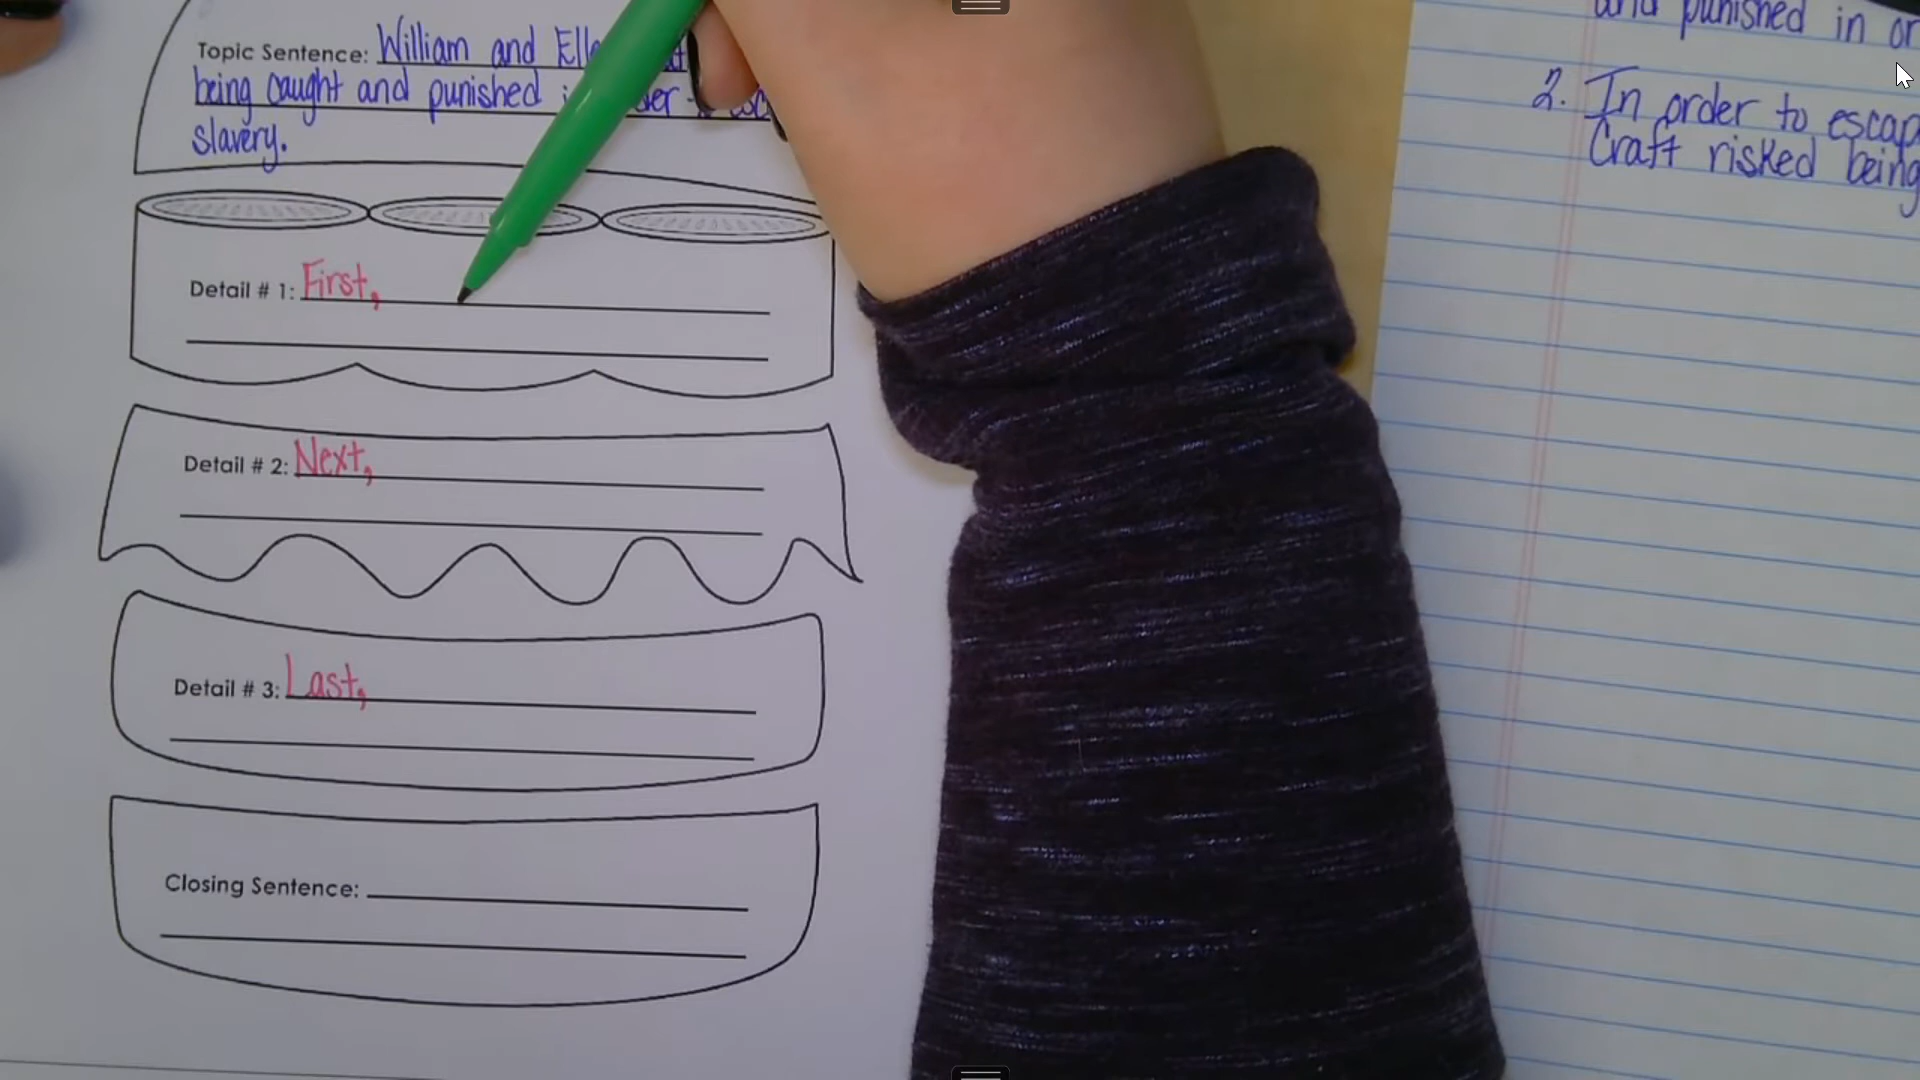 Topic Sentence: William and
being caught and punished
slavery.
Detail # 1: First,
Detail # 2: Next,
Detail # 3: Last,
Closing Sentence:
and punished in or
2. In order to escap
Craft risked being